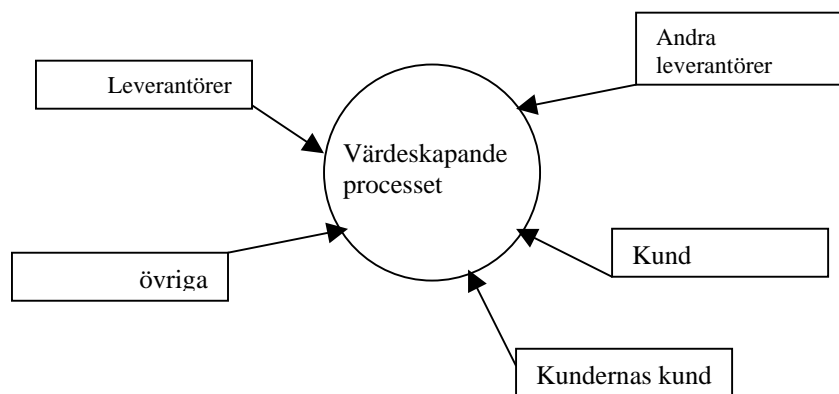 Andra
leverantörer
Leverantörer
Värdeskapande
processet
övriga
Kund
Kundernas kund